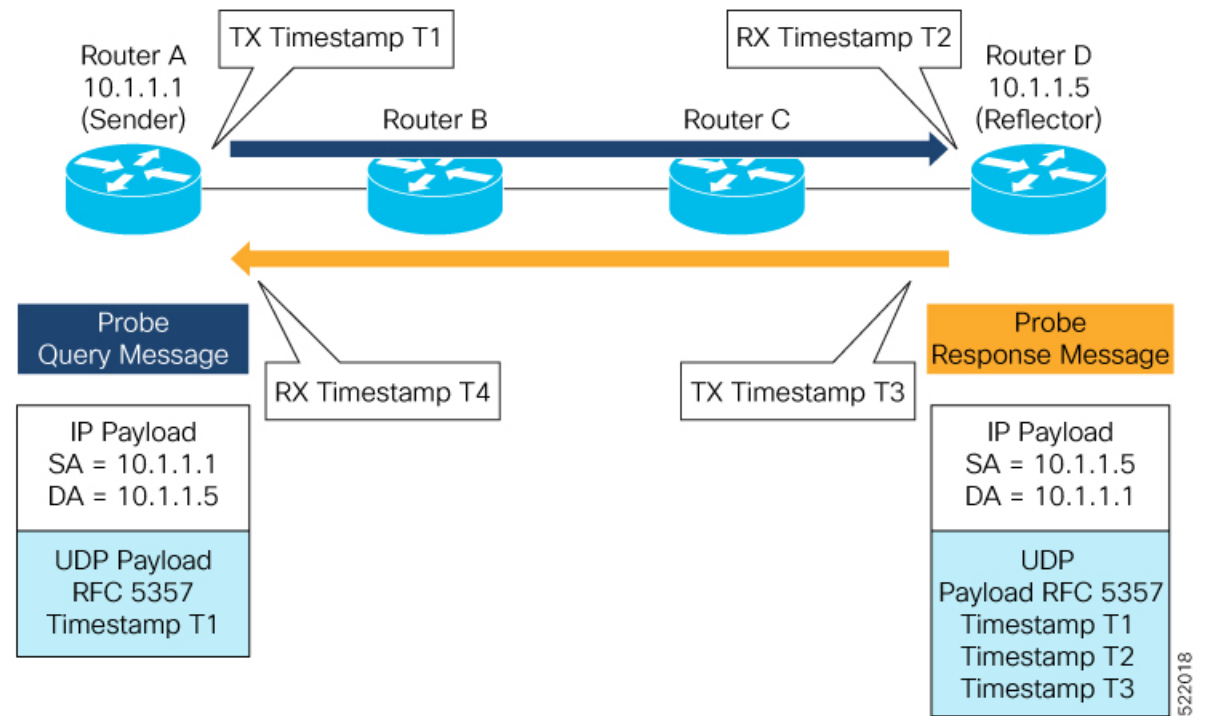 TX Timestamp T1
RX Timestamp T2
Router A
10.1.1.1
(Sender)
Router B
Router C
Router D
10.1.1.5
(Reflector)
Probe
Query Message
RX Timestamp T4
TX Timestamp T3
Probe
Response Message
IP Payload
SA = 10.1.1.1
DA = 10.1.1.5
UDP Payload
RFC 5357
Timestamp T1
IP Payload
SA = 10.1.1.5
DA = 10.1.1.1
UDP
Payload RFC 5357
Timestamp T1
Timestamp T2
Timestamp T3
522018